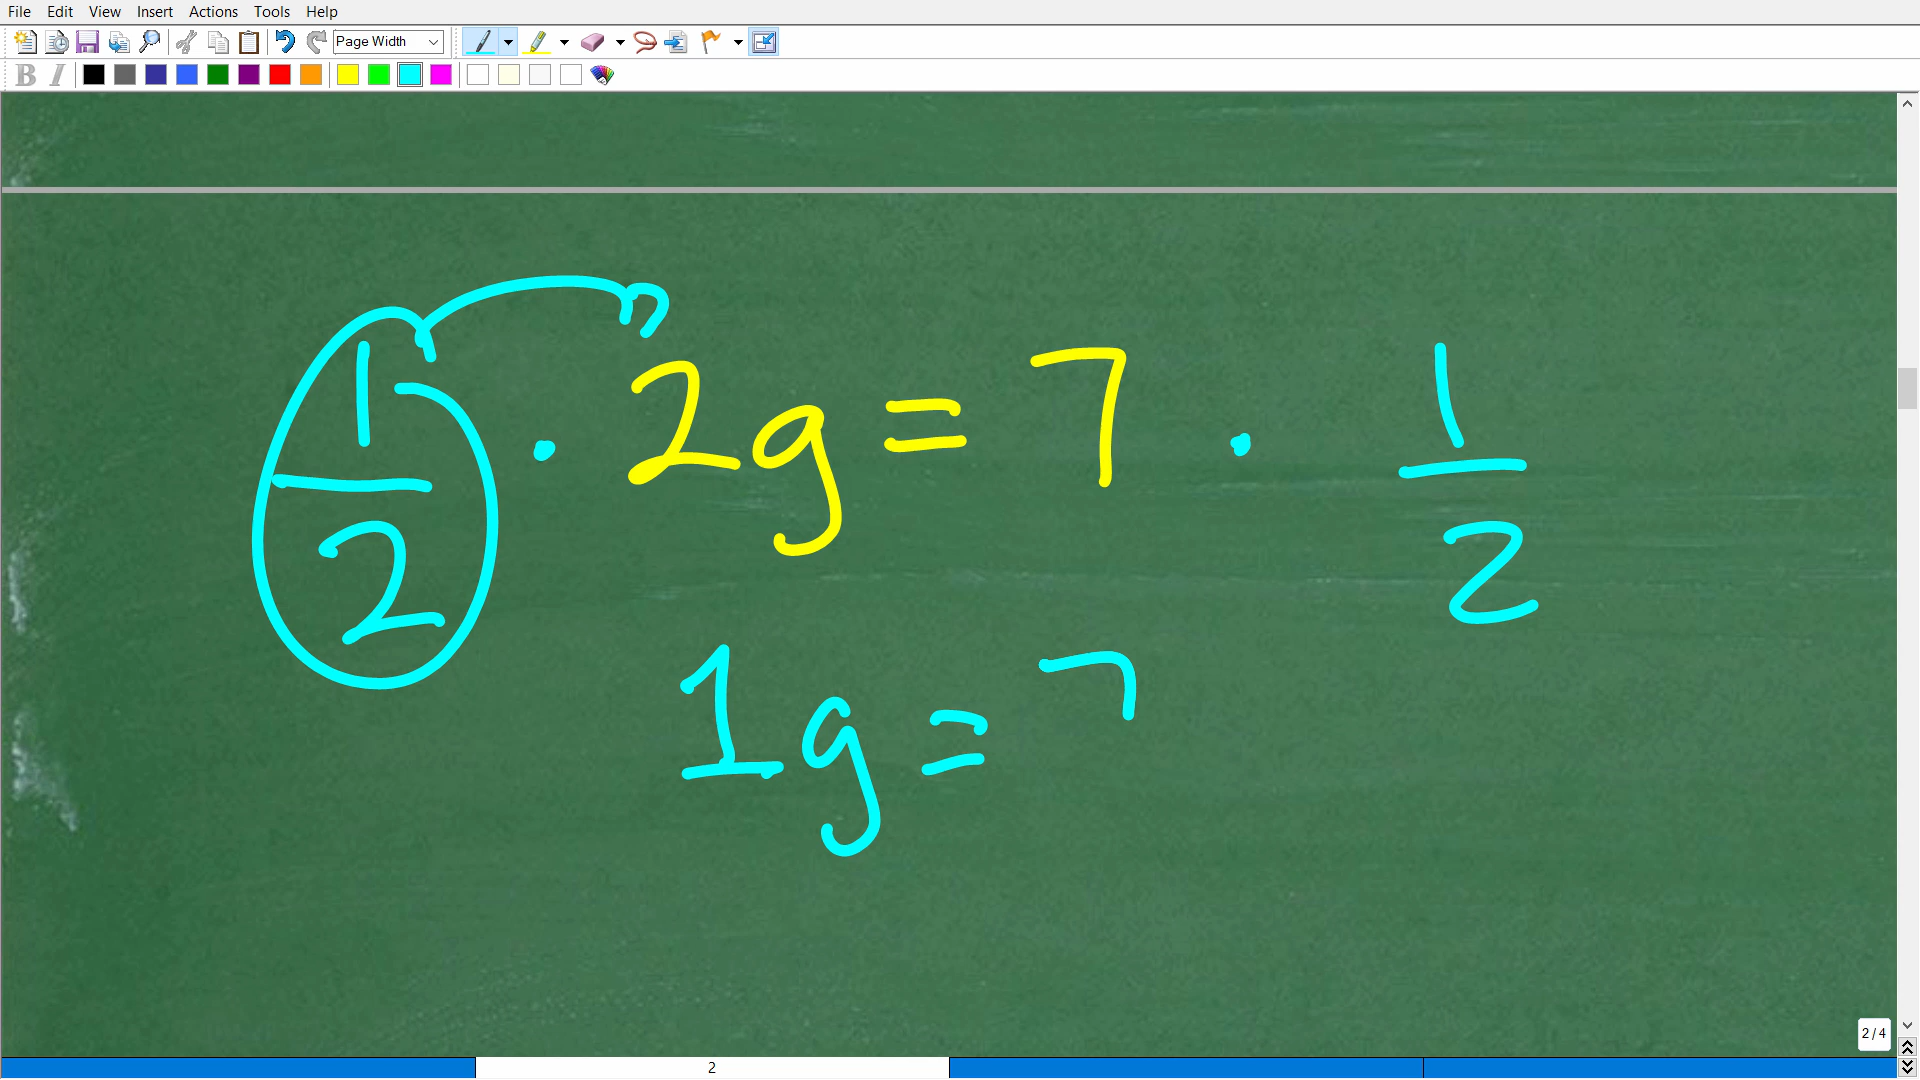 File Edit View Insert Actions Tools Help
Page Width
B I
1/2 · 2g = 7 · 1/2
1g = 7
2 / 4
2